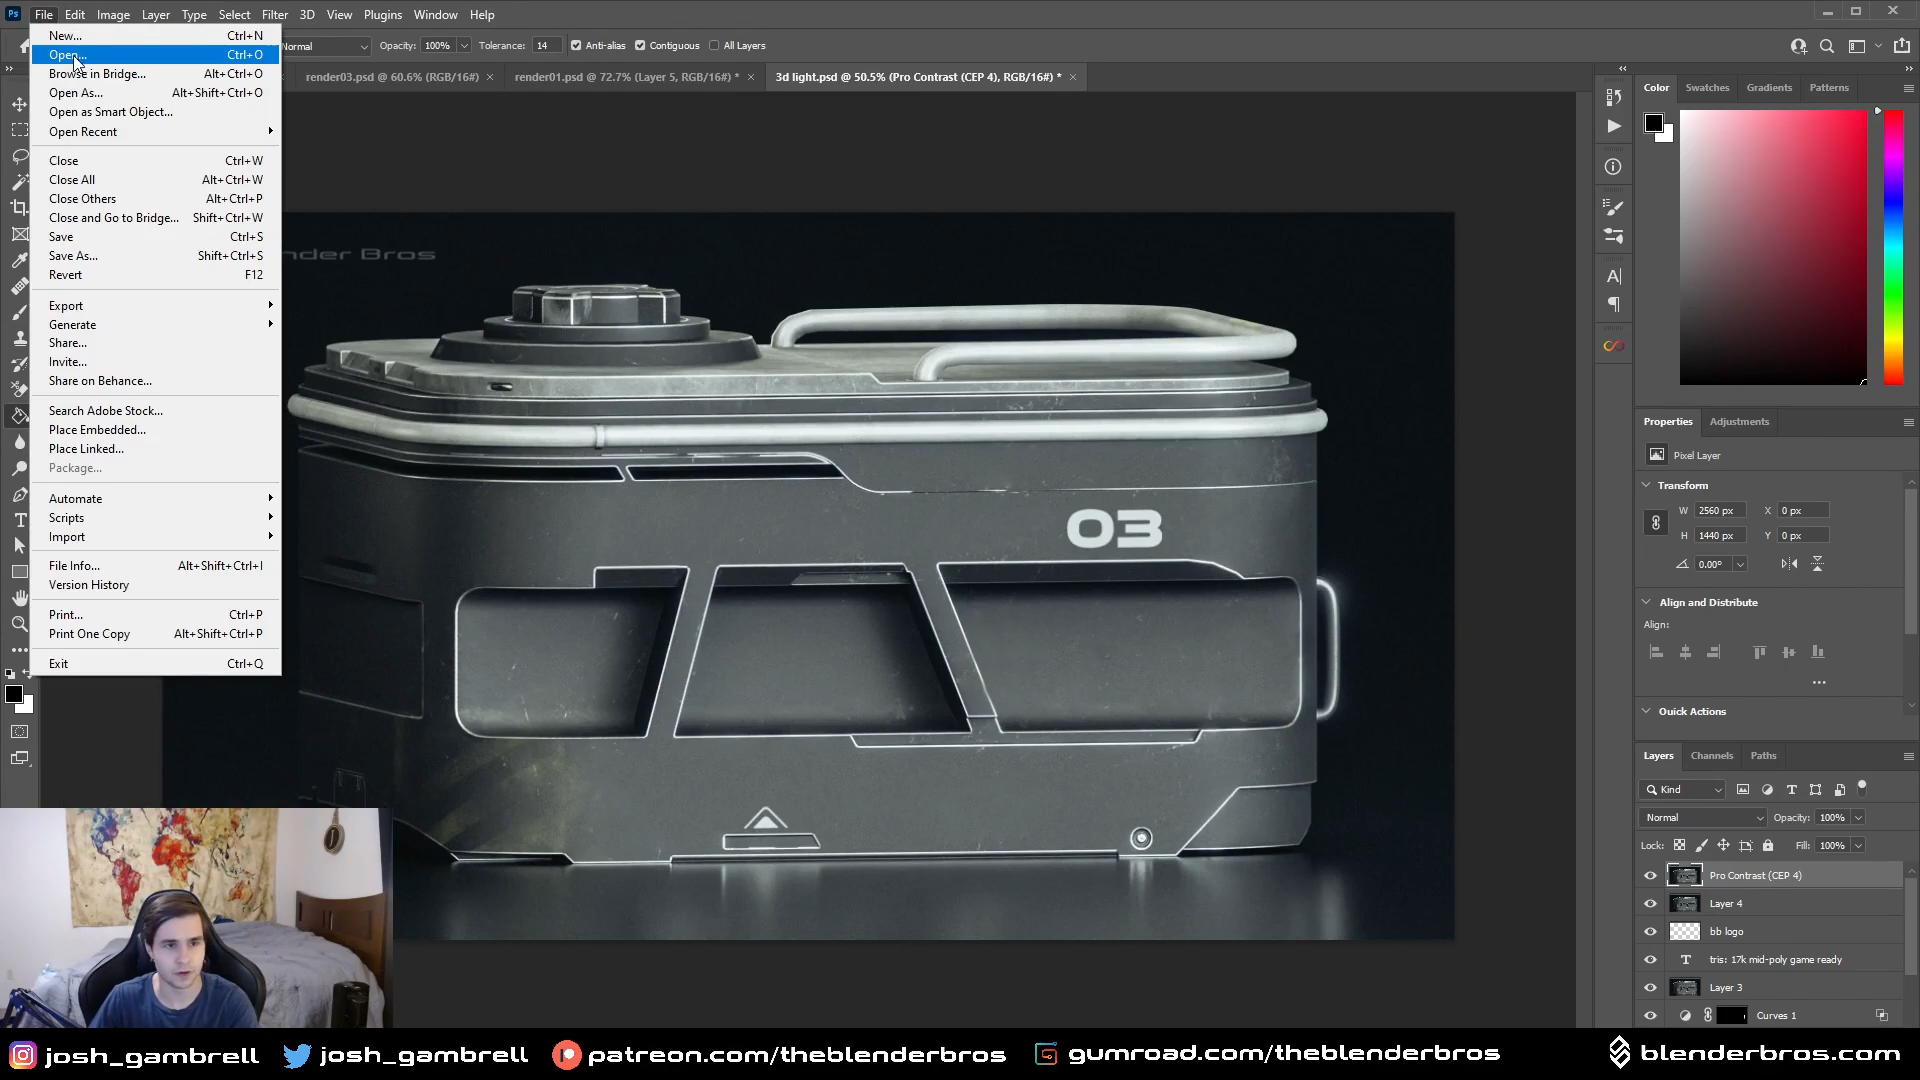 Ps File Edit Image Layer Type Select Filter 3D View Plugins Window Help
Normal Opacity: 100% Tolerance: 14 Anti-alias Contiguous All Layers
render03.psd @ 60.6% (RGB/16#) × render01.psd @ 72.7% (Layer 5, RGB/16#) * × 3d light.psd @ 50.5% (Pro Contrast (CEP 4), RGB/16#) * ×
New... Ctrl+N
Open... Ctrl+O
Browse in Bridge... Alt+Ctrl+O
Open As... Alt+Shift+Ctrl+O
Open as Smart Object...
Open Recent
Close Ctrl+W
Close All Alt+Ctrl+W
Close Others Alt+Ctrl+P
Close and Go to Bridge... Shift+Ctrl+W
Save Ctrl+S
Save As... Shift+Ctrl+S
Revert F12
Export
Generate
Share...
Invite...
Share on Behance...
Search Adobe Stock...
Place Embedded...
Place Linked...
Package...
Automate
Scripts
Import
File Info... Alt+Shift+Ctrl+I
Version History
Print... Ctrl+P
Print One Copy Alt+Shift+Ctrl+P
Exit Ctrl+Q
nder Bros
03
Color Swatches Gradients Patterns
Properties Adjustments
Pixel Layer
Transform
W 2560 px X 0 px
H 1440 px Y 0 px
0.00°
Align and Distribute
Align:
Quick Actions
Layers Channels Paths
Kind
Normal Opacity: 100%
Lock: Fill: 100%
Pro Contrast (CEP 4)
Layer 4
bb logo
tris: 17k mid-poly game ready
Layer 3
Curves 1
josh_gambrell josh_gambrell patreon.com/theblenderbros gumroad.com/theblenderbros blenderbros.com